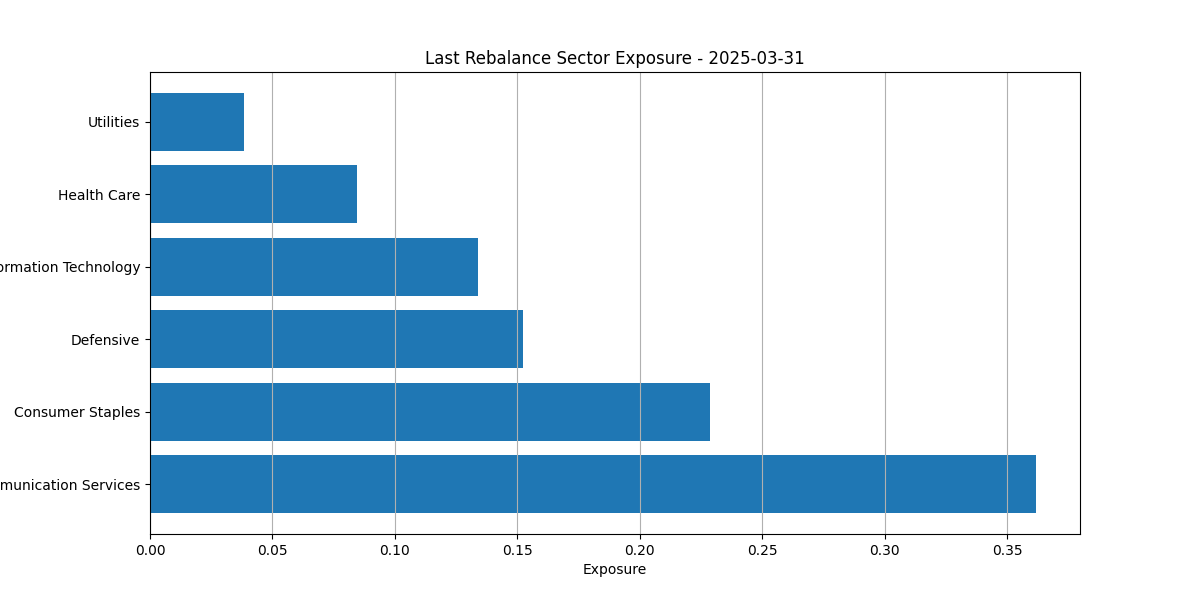 Last Rebalance Sector Exposure - 2025-03-31
Utilities
Health Care
ormation Technology
Defensive
Consumer Staples
munication Services
0.00 0.05 0.10 0.15 0.20 0.25 0.30 0.35
Exposure